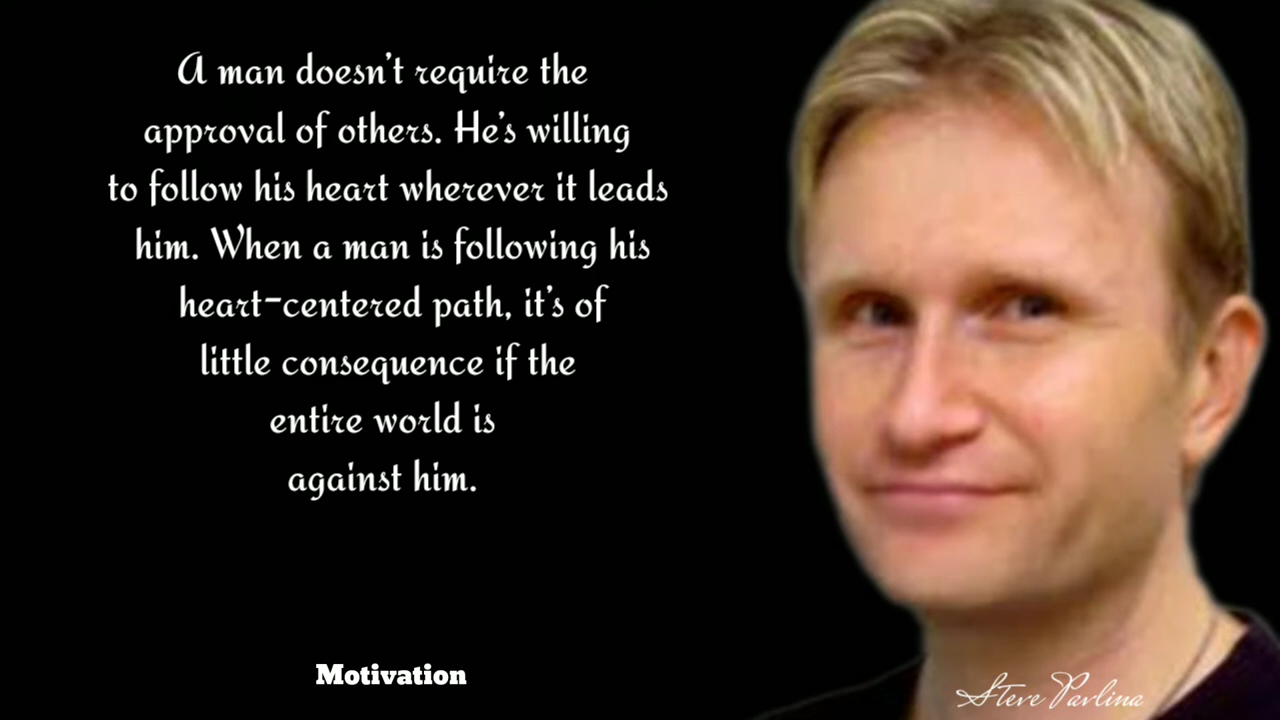 A man doesn't require the
approval of others. He's willing
to follow his heart wherever it leads
him. When a man is following his
heart-centered path, it's of
little consequence if the
entire world is
against him.
Motivation
Steve Pavlina